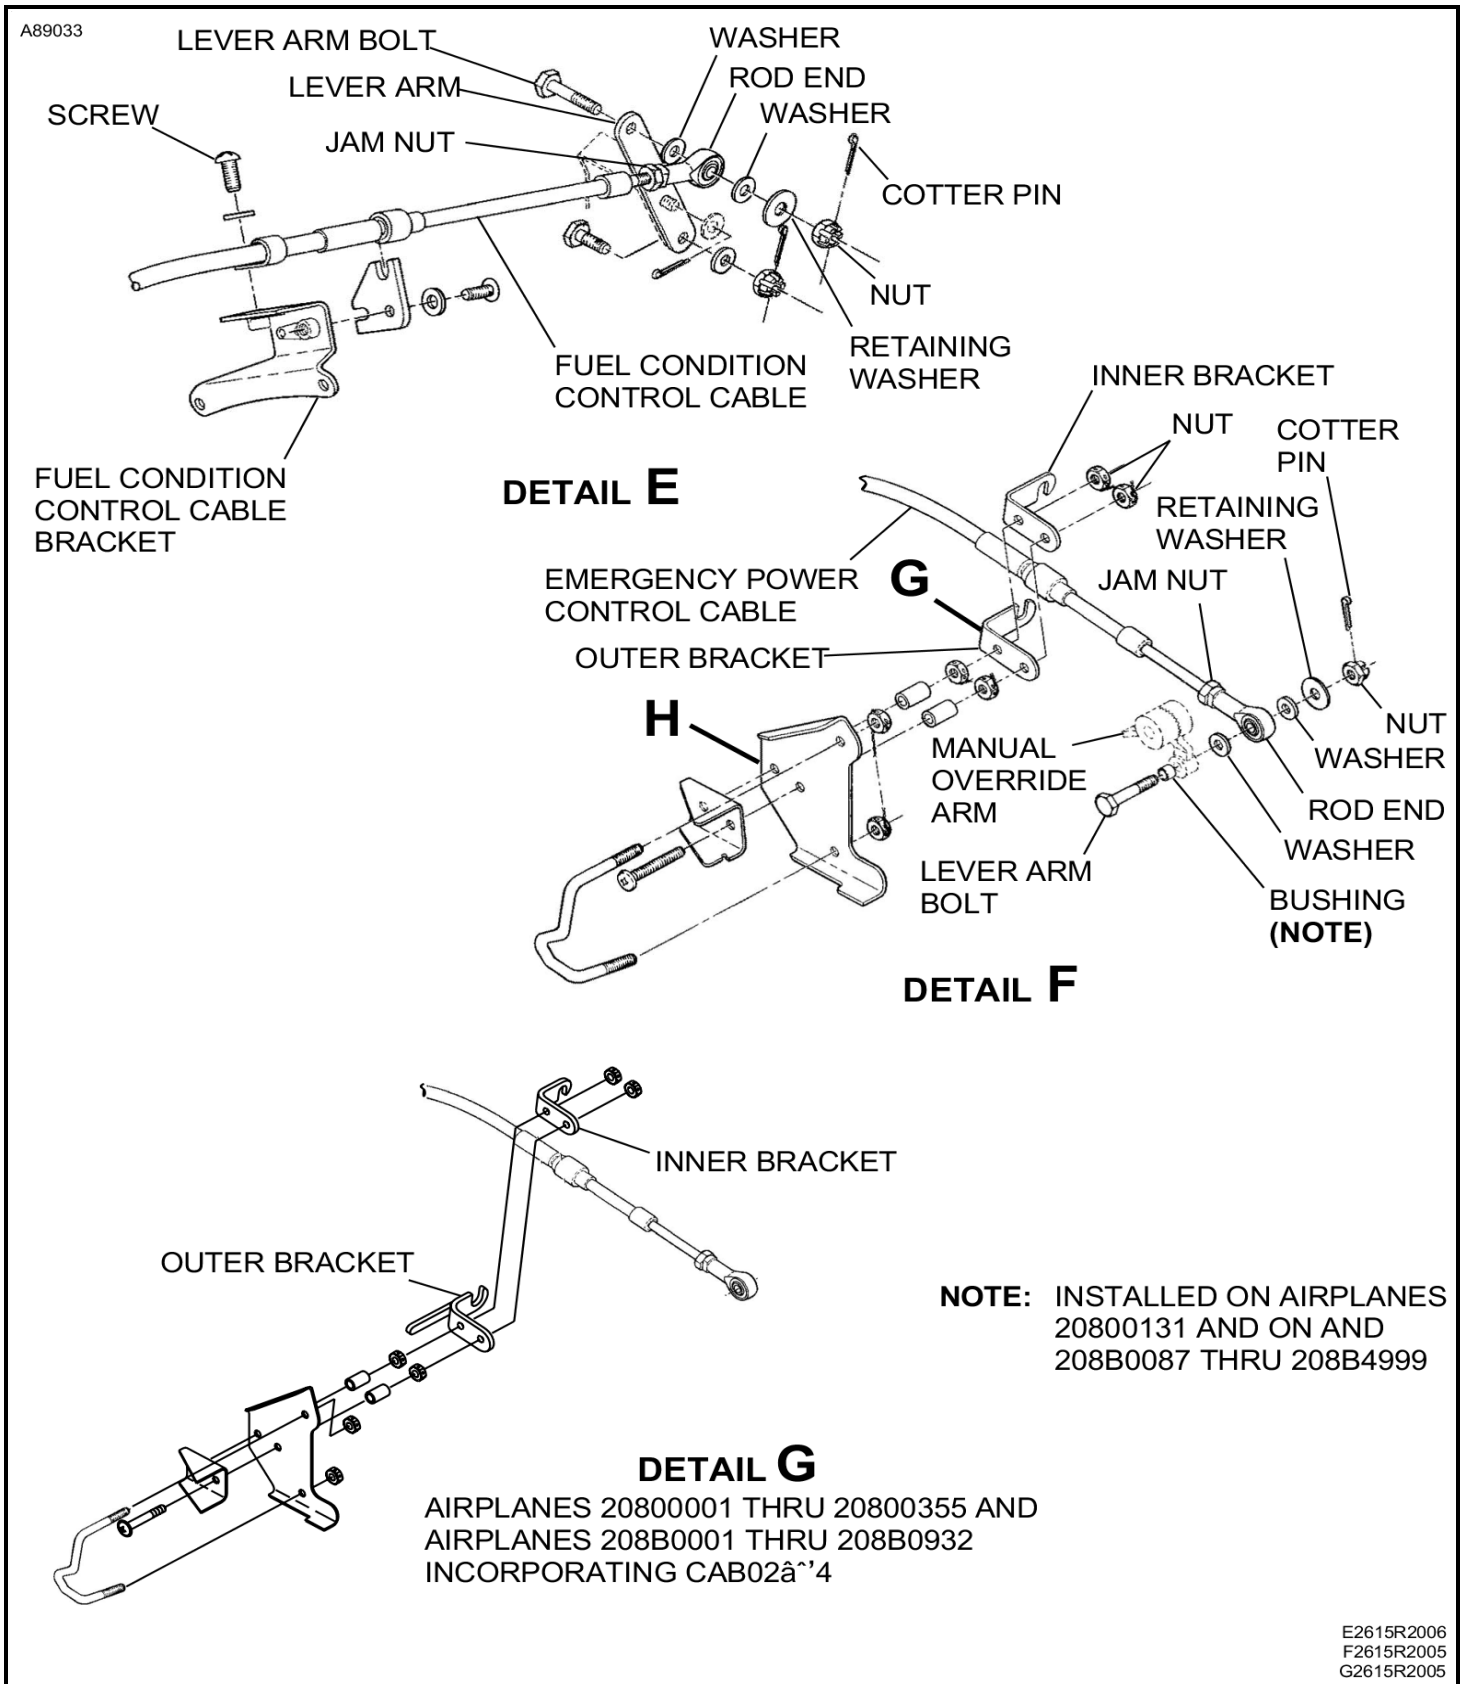 A89033
LEVER ARM BOLT
WASHER
LEVER ARM
ROD END
SCREW
WASHER
JAM NUT
COTTER PIN
NUT
RETAINING
WASHER
FUEL CONDITION
CONTROL CABLE
FUEL CONDITION
CONTROL CABLE
BRACKET
DETAIL E
INNER BRACKET
NUT
COTTER
PIN
RETAINING
WASHER
EMERGENCY POWER
CONTROL CABLE
G
JAM NUT
OUTER BRACKET
H
MANUAL
OVERRIDE
ARM
NUT
WASHER
ROD END
WASHER
LEVER ARM
BOLT
BUSHING
(NOTE)
DETAIL F
INNER BRACKET
OUTER BRACKET
NOTE: INSTALLED ON AIRPLANES
20800131 AND ON AND
208B0087 THRU 208B4999
DETAIL G
AIRPLANES 20800001 THRU 20800355 AND
AIRPLANES 208B0001 THRU 208B0932
INCORPORATING CAB02âˆ’4
E2615R2006
F2615R2005
G2615R2005